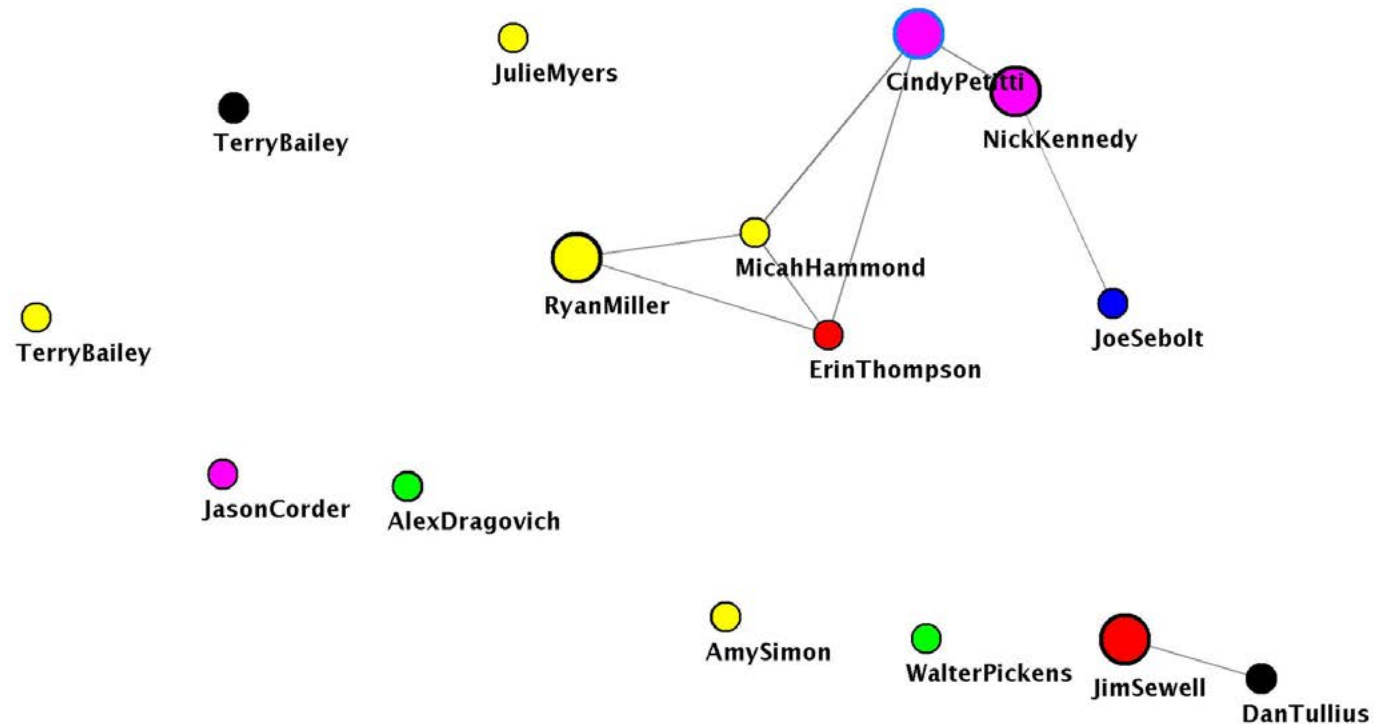 JulieMyers
CindyPetitti
TerryBailey
NickKennedy
MicahHammond
RyanMiller
JoeSebolt
TerryBailey
ErinThompson
JasonCorder
AlexDragovich
AmySimon
WalterPickens
JimSewell
DanTullius